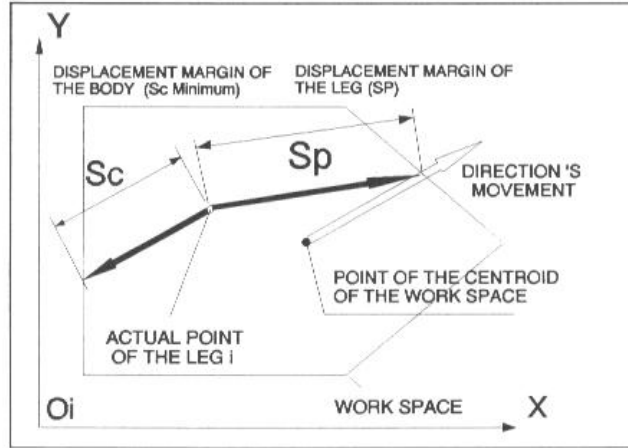 Y
DISPLACEMENT MARGIN OF
THE BODY (Sc Minimum)
DISPLACEMENT MARGIN OF
THE LEG (SP)
Sc
Sp
DIRECTION 'S
MOVEMENT
POINT OF THE CENTROID
OF THE WORK SPACE
ACTUAL POINT
OF THE LEG i
Oi
WORK SPACE
X